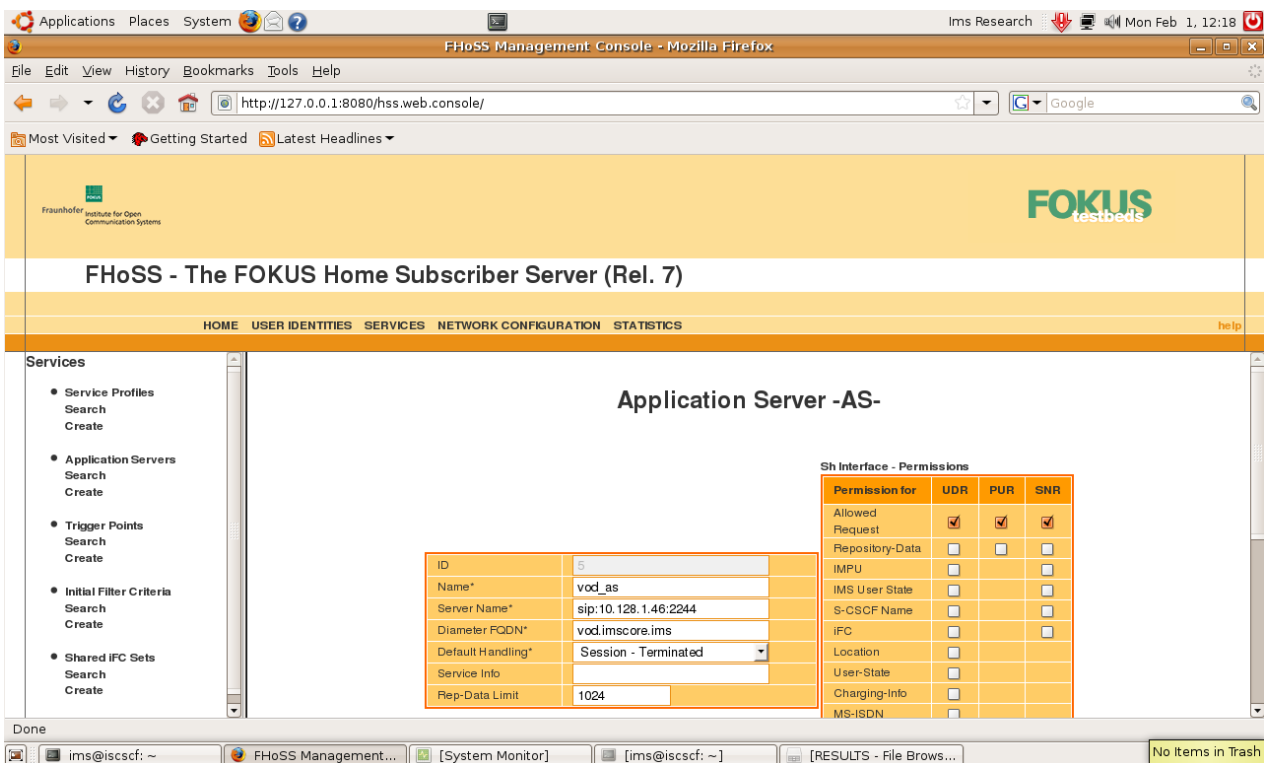 Applications Places System Ims Research Mon Feb 1, 12:18
FHoSS Management Console - Mozilla Firefox
File Edit View History Bookmarks Tools Help
http://127.0.0.1:8080/hss.web.console/ G Google
Most Visited Getting Started Latest Headlines
FOKUS
Fraunhofer Institute for Open
Communication Systems
FOKUS
testbeds
FHoSS - The FOKUS Home Subscriber Server (Rel. 7)
HOME USER IDENTITIES SERVICES NETWORK CONFIGURATION STATISTICS help
Services
Service Profiles
Search
Create
Application Servers
Search
Create
Trigger Points
Search
Create
Initial Filter Criteria
Search
Create
Shared iFC Sets
Search
Create
Application Server -AS-
ID 5
Name* vod_as
Server Name* sip:10.128.1.46:2244
Diameter FQDN* vod.imscore.ims
Default Handling* Session - Terminated
Service Info
Rep-Data Limit 1024
Sh Interface - Permissions
Permission for UDR PUR SNR
Allowed
Request
Repository-Data
IMPU
IMS User State
S-CSCF Name
iFC
Location
User-State
Charging-Info
MS-ISDN
Done
ims@iscscf: ~ FHoSS Management... [System Monitor] [ims@iscscf: ~] [RESULTS - File Brows... No Items in Trash